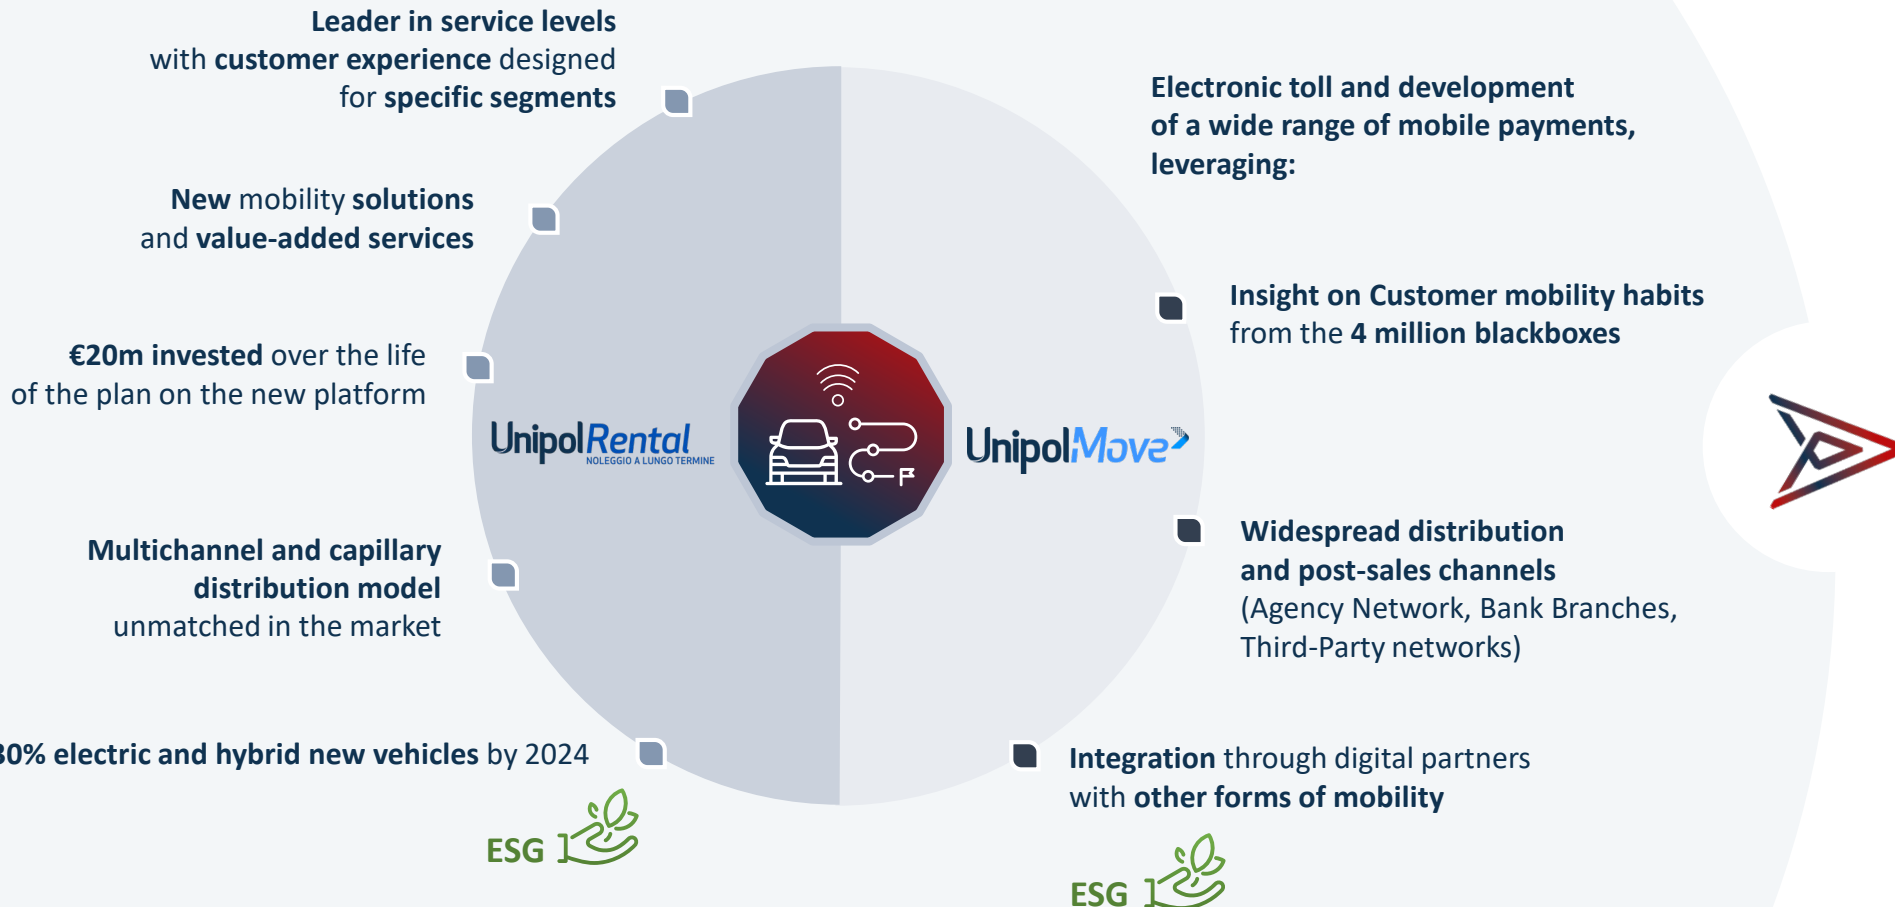 Leader in service levels
with customer experience designed
for specific segments
New mobility solutions
and value-added services
€20m invested over the life
of the plan on the new platform
UnipolRental
NOLEGGIO A LUNGO TERMINE
Multichannel and capillary
distribution model
unmatched in the market
30% electric and hybrid new vehicles by 2024
ESG
Electronic toll and development
of a wide range of mobile payments,
leveraging:
Insight on Customer mobility habits
from the 4 million blackboxes
UnipolMove
Widespread distribution
and post-sales channels
(Agency Network, Bank Branches,
Third-Party networks)
Integration through digital partners
with other forms of mobility
ESG